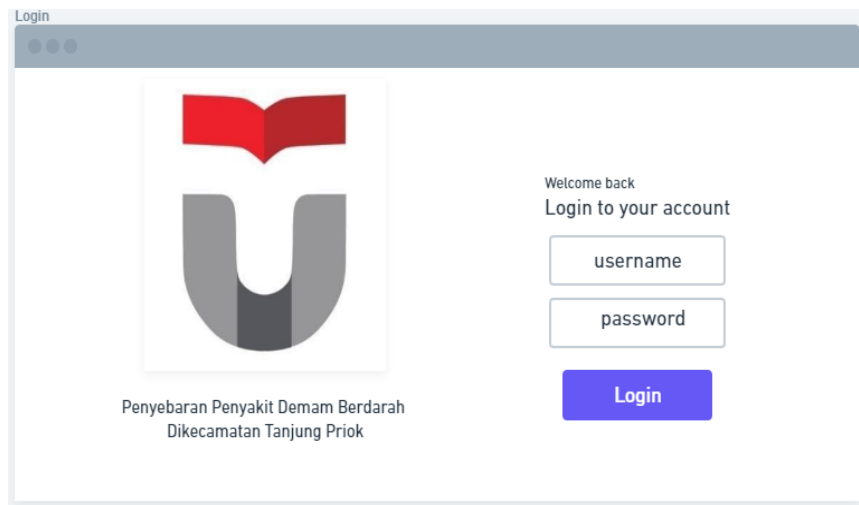 Login
Welcome back
Login to your account
username
password
Login
Penyebaran Penyakit Demam Berdarah
Dikecamatan Tanjung Priok